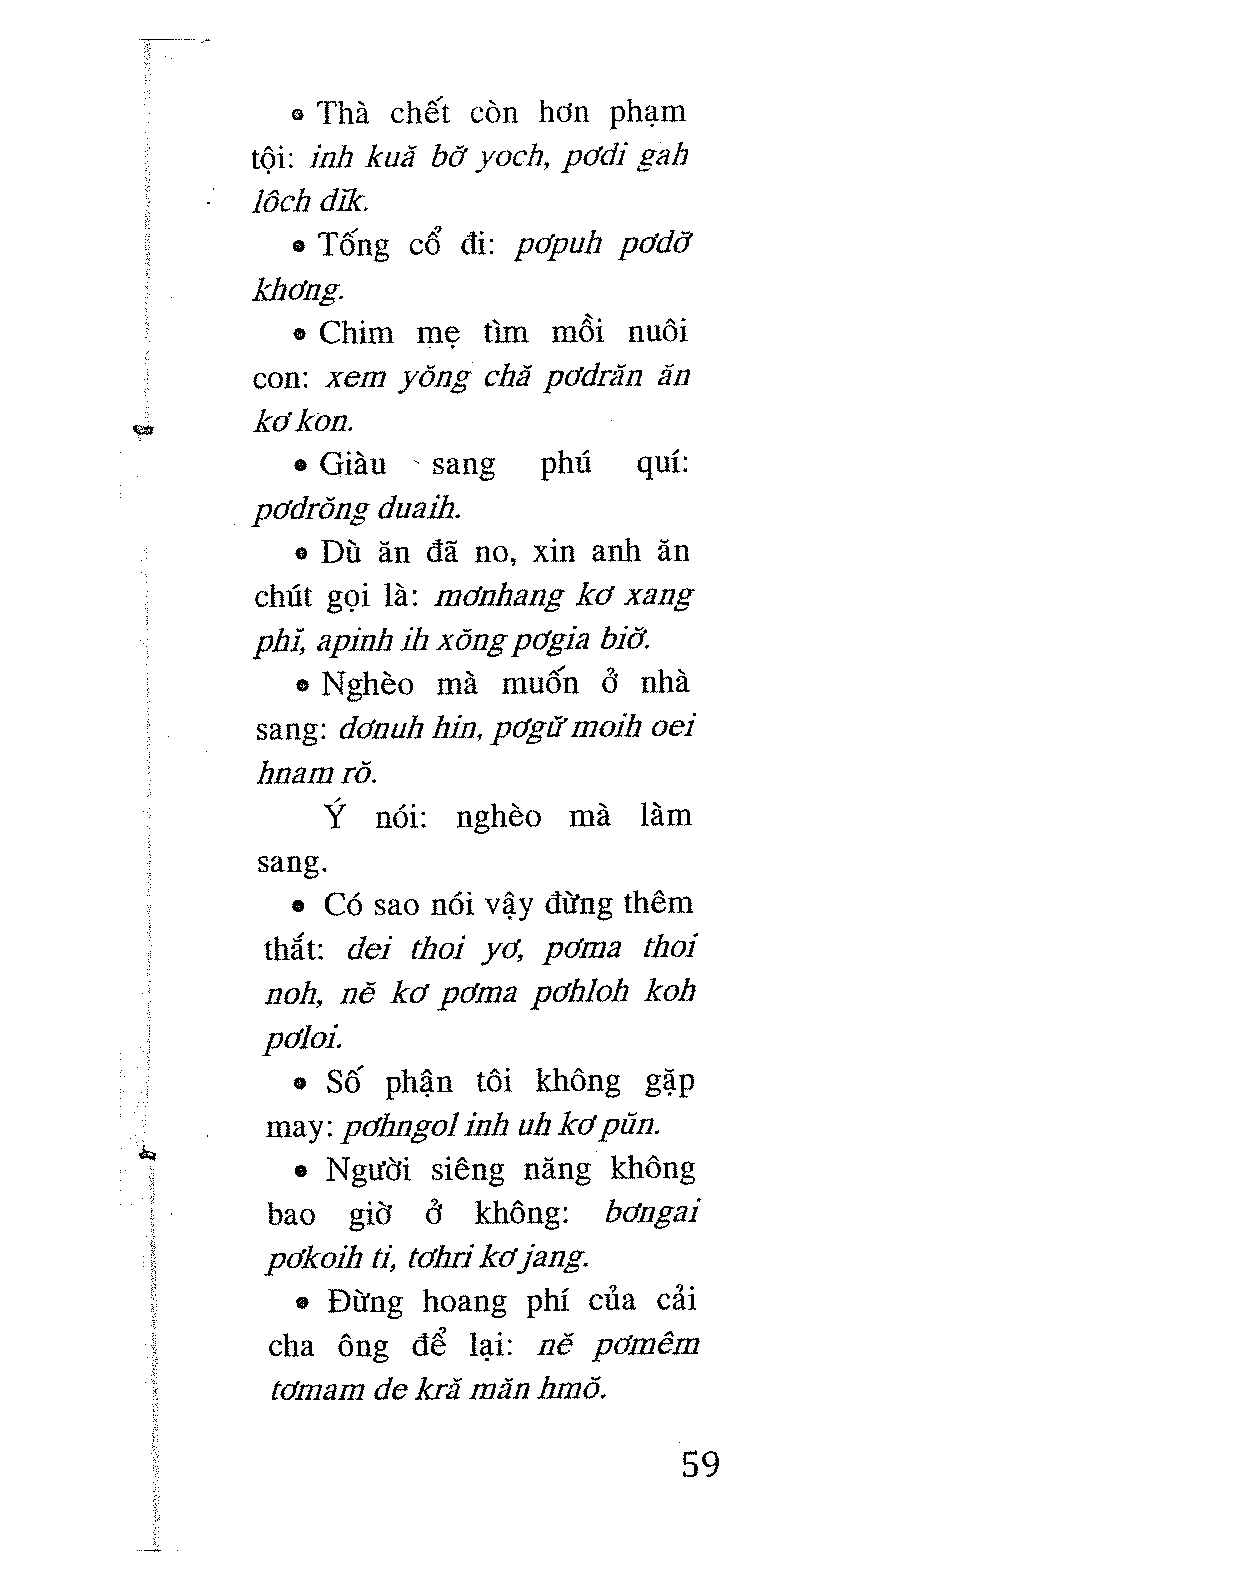 • Thà chết còn hơn phạm
tội: inh kuă bơ̆ yoch, pơdi gah
lôch dĭk.
• Tống cổ đi: pơpuh pơdơ̆
khơng.
• Chim mẹ tìm mồi nuôi
con: xem yŏng chă pơdrăn ăn
kơ kon.
• Giàu sang phú quí:
pơdrŏng duaih.
• Dù ăn đã no, xin anh ăn
chút gọi là: mơnhang kơ xang
phĭ, apinh ih xŏng pơgia biơ̆.
• Nghèo mà muốn ở nhà
sang: dơnuh hin, pơgư̆ moih oei
hnam rŏ.
Ý nói: nghèo mà làm
sang.
• Có sao nói vậy đừng thêm
thắt: dei thoi yơ, pơma thoi
noh, nĕ kơ pơma pơhloh koh
pơloi.
• Số phận tôi không gặp
may: pơhngol inh uh kơ pŭn.
• Người siêng năng không
bao giờ ở không: bơngai
pơkoih ti, tơhri kơ jang.
• Đừng hoang phí của cải
cha ông để lại: nĕ pơmêm
tơmam de kră măn hmŏ.
59